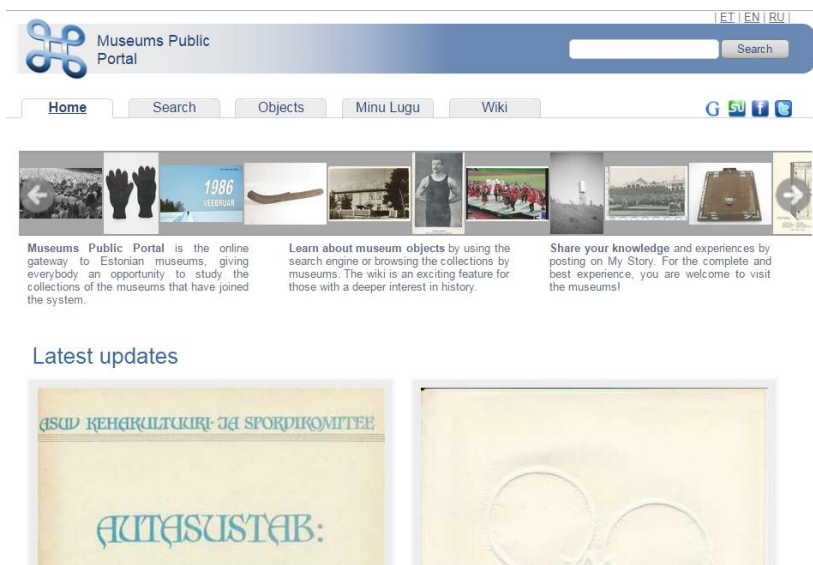 | ET | EN | RU |
Museums Public
Portal
Search
Home
Search
Objects
Minu Lugu
Wiki
1986
VEEBRUAR
Museums Public Portal is the online
gateway to Estonian museums, giving
everybody an opportunity to study the
collections of the museums that have joined
the system.
Learn about museum objects by using the
search engine or browsing the collections by
museums. The wiki is an exciting feature for
those with a deeper interest in history.
Share your knowledge and experiences by
posting on My Story. For the complete and
best experience, you are welcome to visit
the museums!
Latest updates
ASUD KEHAKULTUURI- JA SPORDIKOMITEE
AUTASUSTAB: